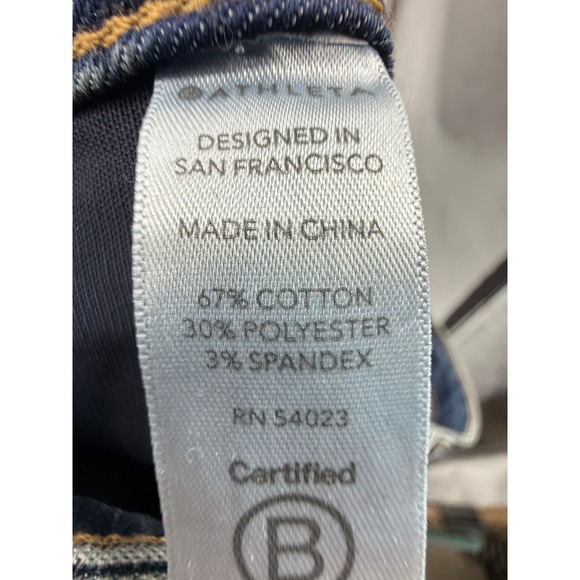 ATHLETA
DESIGNED IN
SAN FRANCISCO
MADE IN CHINA
67% COTTON
30% POLYESTER
3% SPANDEX
RN 54023
Certified
B